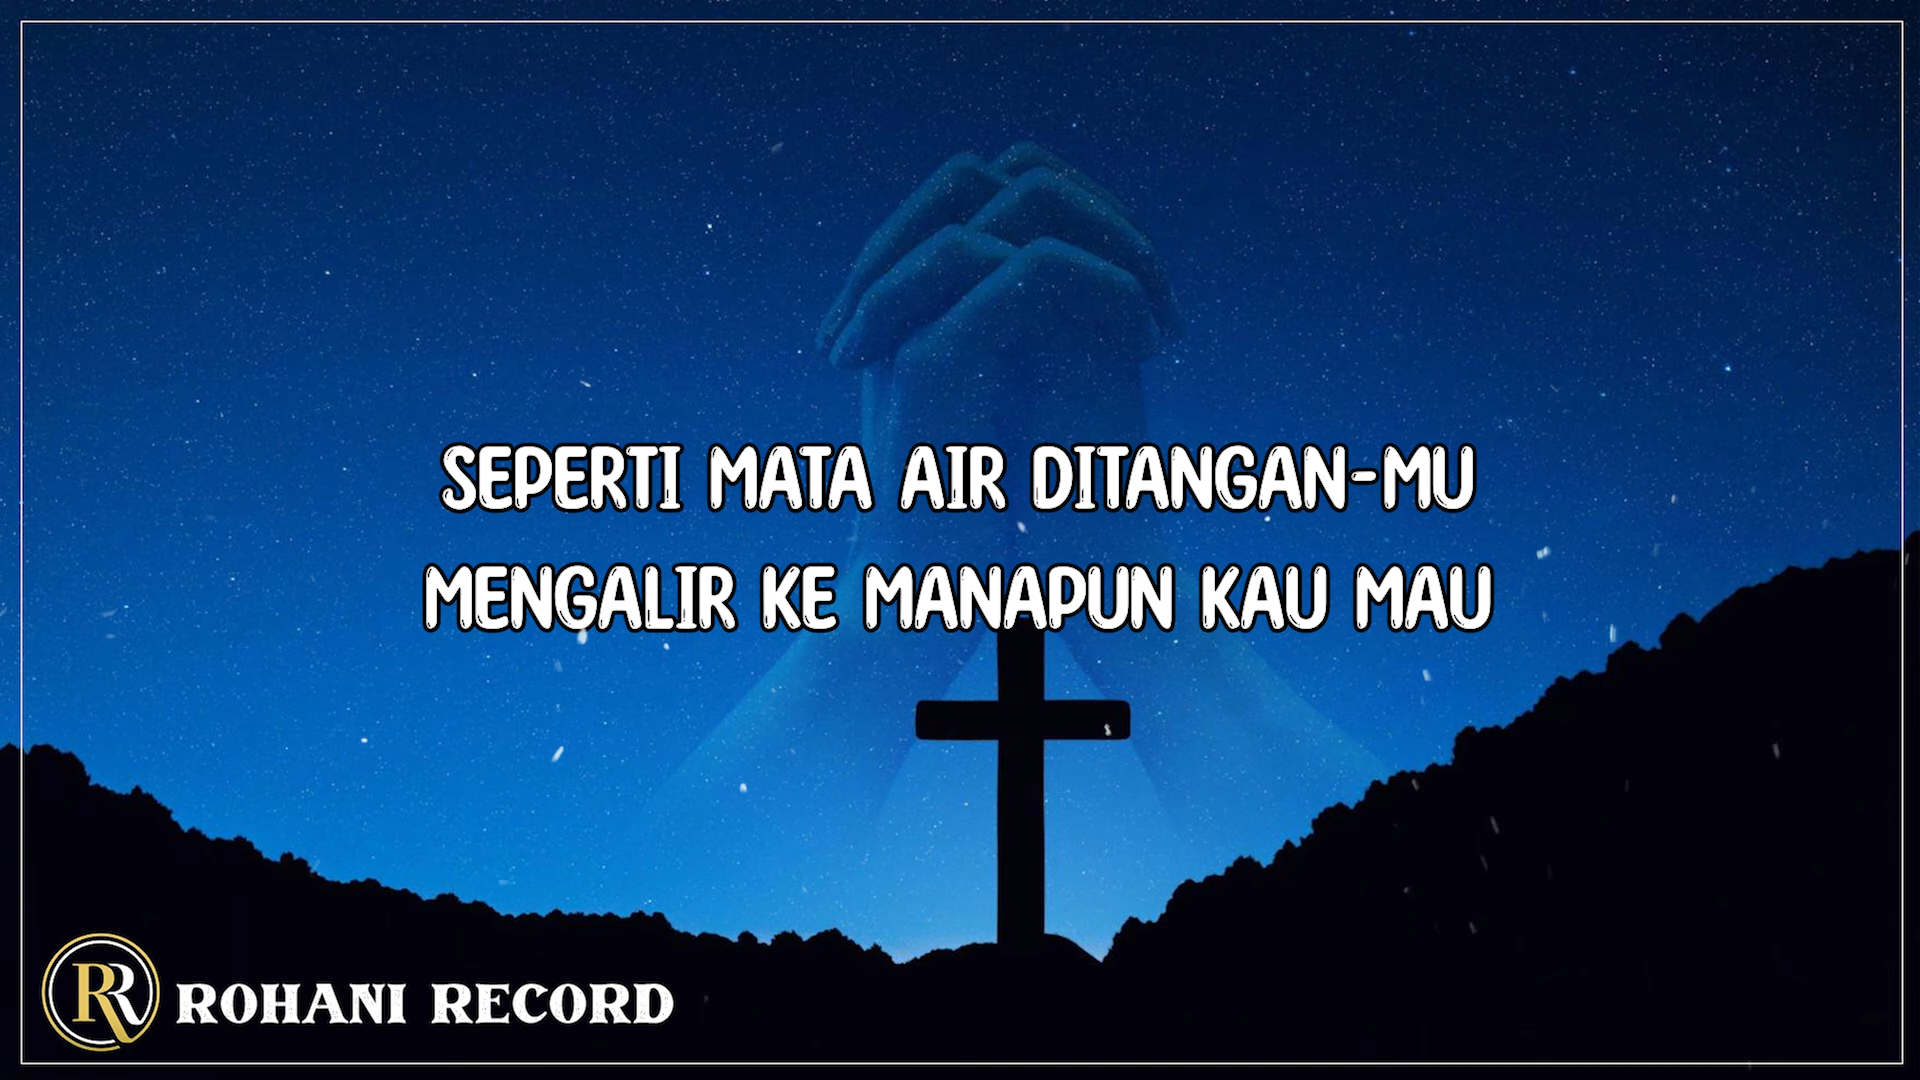 SEPERTI MATA AIR DITANGAN-MU
MENGALIR KE MANAPUN KAU MAU
RR ROHANI RECORD